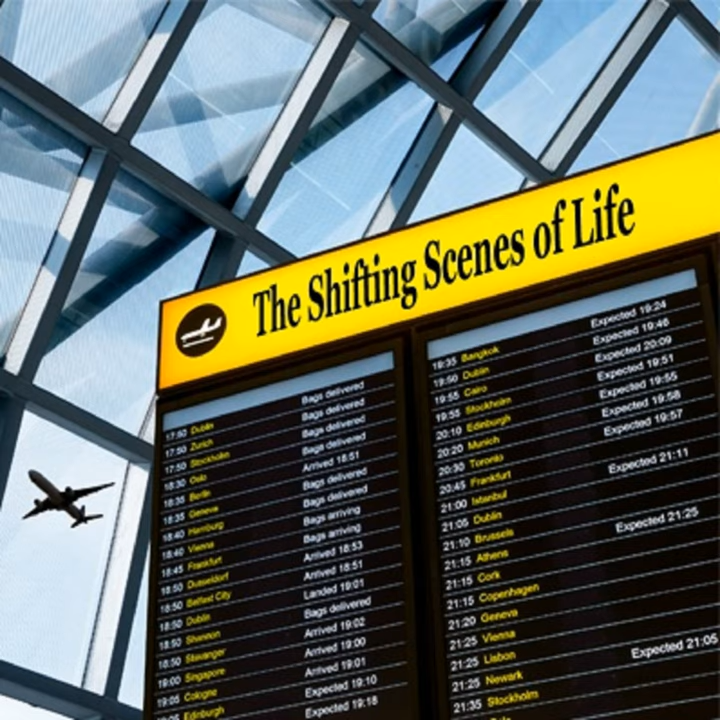 The Shifting Scenes of Life
17:50 Dublin Bags delivered
17:50 Zurich Bags delivered
17:50 Stockholm Bags delivered
18:30 Oslo Bags delivered
18:35 Berlin Arrived 18:51
18:35 Geneva Bags delivered
18:40 Hamburg Bags delivered
18:40 Vienna Bags arriving
18:45 Frankfurt Bags arriving
18:50 Dusseldorf Arrived 18:53
18:50 Belfast City Arrived 18:51
18:50 Dublin Landed 19:01
18:50 Shannon Bags delivered
18:50 Stavanger Arrived 19:02
19:00 Singapore Arrived 19:00
19:05 Cologne Arrived 19:01
19:05 Edinburgh Expected 19:10
Expected 19:18
19:35 Bangkok Expected 19:24
19:50 Dublin Expected 19:46
19:55 Cairo Expected 20:09
19:55 Stockholm Expected 19:51
20:10 Edinburgh Expected 19:55
20:20 Munich Expected 19:58
20:30 Toronto Expected 19:57
20:45 Frankfurt
21:00 Istanbul Expected 21:11
21:05 Dublin
21:10 Brussels
21:15 Athens Expected 21:25
21:15 Cork
21:15 Copenhagen
21:20 Geneva
21:25 Vienna
21:25 Lisbon
21:25 Newark Expected 21:05
21:35 Stockholm